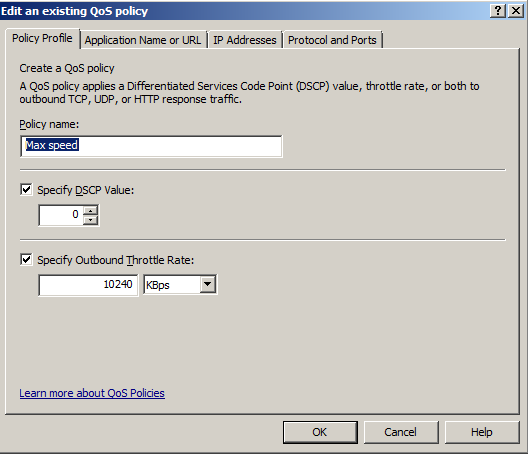 Edit an existing QoS policy
Policy Profile Application Name or URL IP Addresses Protocol and Ports
Create a QoS policy
A QoS policy applies a Differentiated Services Code Point (DSCP) value, throttle rate, or both to
outbound TCP, UDP, or HTTP response traffic.
Policy name:
Max speed
Specify DSCP Value:
0
Specify Outbound Throttle Rate:
10240 KBps
Learn more about QoS Policies
OK Cancel Help